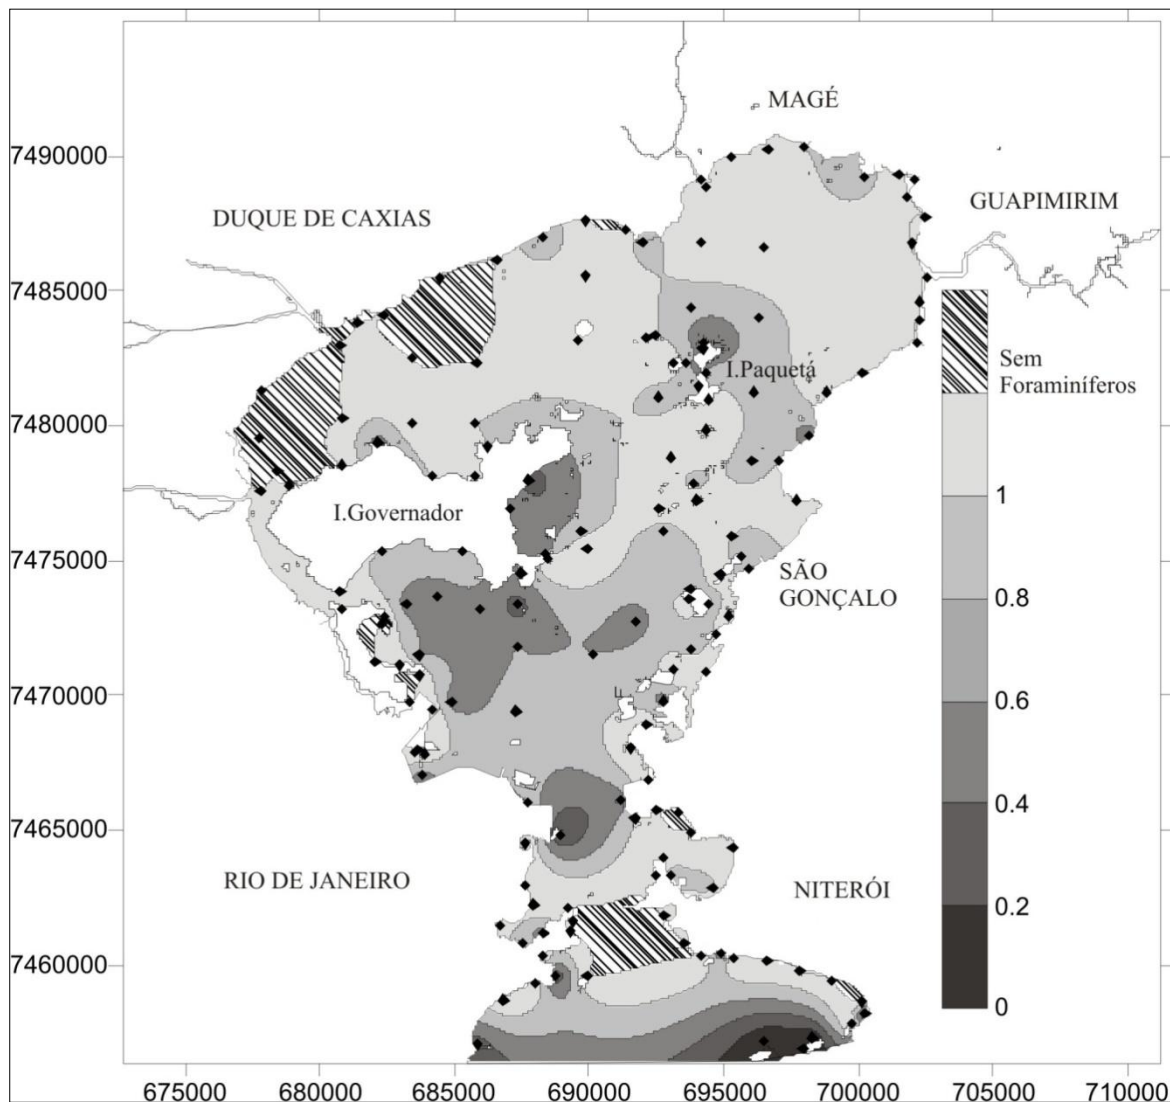 MAGÉ
7490000
GUAPIMIRIM
DUQUE DE CAXIAS
7485000
Sem
Foraminíferos
I.Paquetá
7480000
I.Governador
1
7475000
SÃO
GONÇALO
0.8
7470000
0.6
0.4
7465000
RIO DE JANEIRO
NITERÓI
0.2
7460000
0
675000 680000 685000 690000 695000 700000 705000 710000